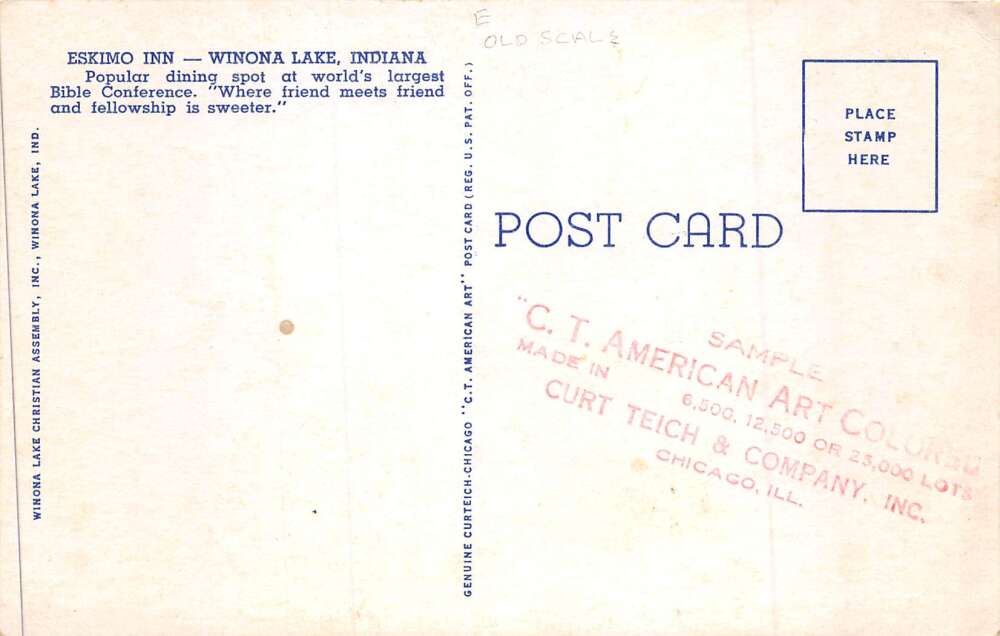 E
OLD SCALE
ESKIMO INN — WINONA LAKE, INDIANA
Popular dining spot at world's largest
Bible Conference. "Where friend meets friend
and fellowship is sweeter."
WINONA LAKE CHRISTIAN ASSEMBLY, INC., WINONA LAKE, IND.
GENUINE CURTEICH-CHICAGO "C.T. AMERICAN ART" POST CARD (REG. U.S. PAT. OFF.)
PLACE
STAMP
HERE
POST CARD
SAMPLE
"C. T. AMERICAN ART COLORED
MADE IN 6,500, 12,500 OR 25,000 LOTS
CURT TEICH & COMPANY, INC.
CHICAGO, ILL.